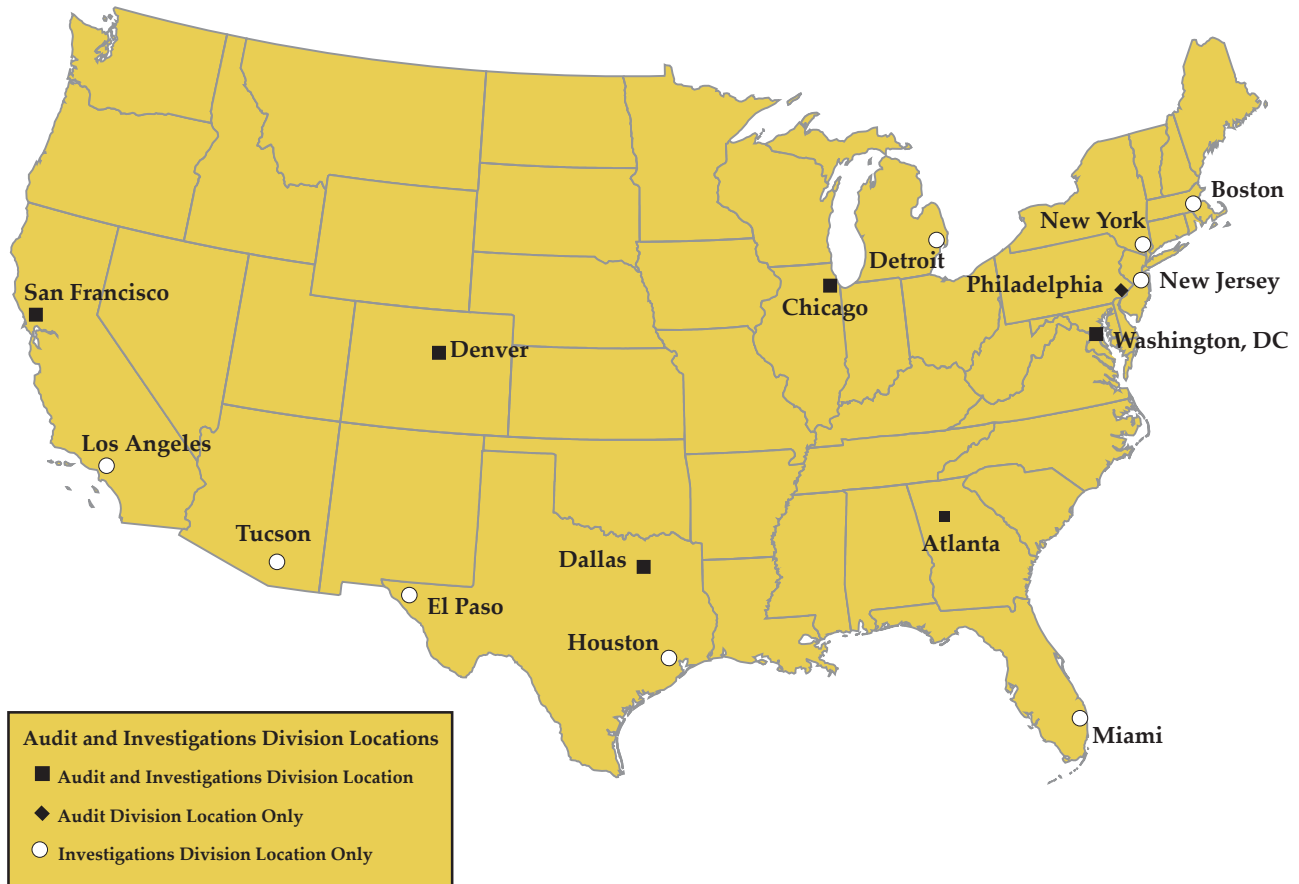 Boston
New York
Detroit
New Jersey
Philadelphia
San Francisco
Chicago
Washington, DC
Denver
Los Angeles
Tucson
Atlanta
Dallas
El Paso
Houston
Miami
Audit and Investigations Division Locations
Audit and Investigations Division Location
Audit Division Location Only
Investigations Division Location Only